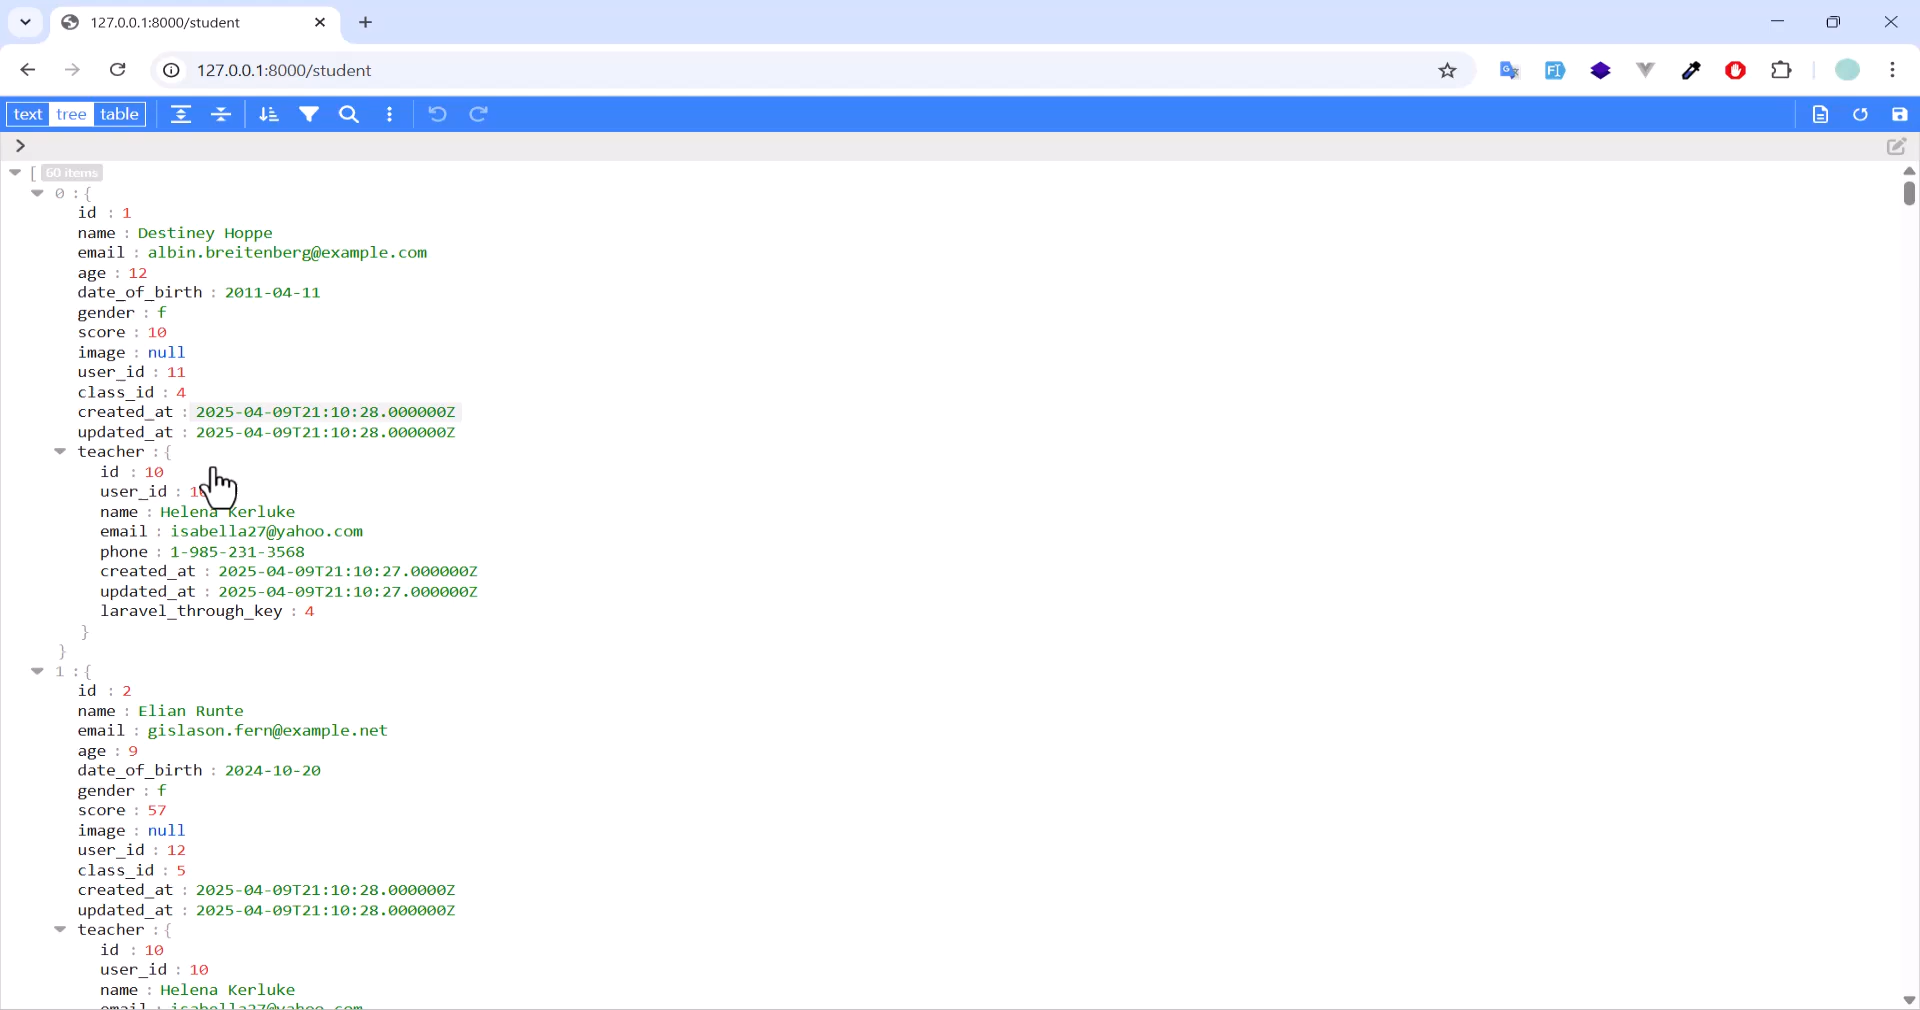 127.0.0.1:8000/student
127.0.0.1:8000/student
text tree table
[ 60 items
0 :{
id : 1
name : Destiney Hoppe
email : albin.breitenberg@example.com
age : 12
date_of_birth : 2011-04-11
gender : f
score : 10
image : null
user_id : 11
class_id : 4
created_at : 2025-04-09T21:10:28.000000Z
updated_at : 2025-04-09T21:10:28.000000Z
teacher :{
id : 10
user_id :
name : Helena Kerluke
email : isabella27@yahoo.com
phone : 1-985-231-3568
created_at : 2025-04-09T21:10:27.000000Z
updated_at : 2025-04-09T21:10:27.000000Z
laravel_through_key : 4
}
}
1 :{
id : 2
name : Elian Runte
email : gislason.fern@example.net
age : 9
date_of_birth : 2024-10-20
gender : f
score : 57
image : null
user_id : 12
class_id : 5
created_at : 2025-04-09T21:10:28.000000Z
updated_at : 2025-04-09T21:10:28.000000Z
teacher :{
id : 10
user_id : 10
name : Helena Kerluke
email : isabella27@yahoo.com